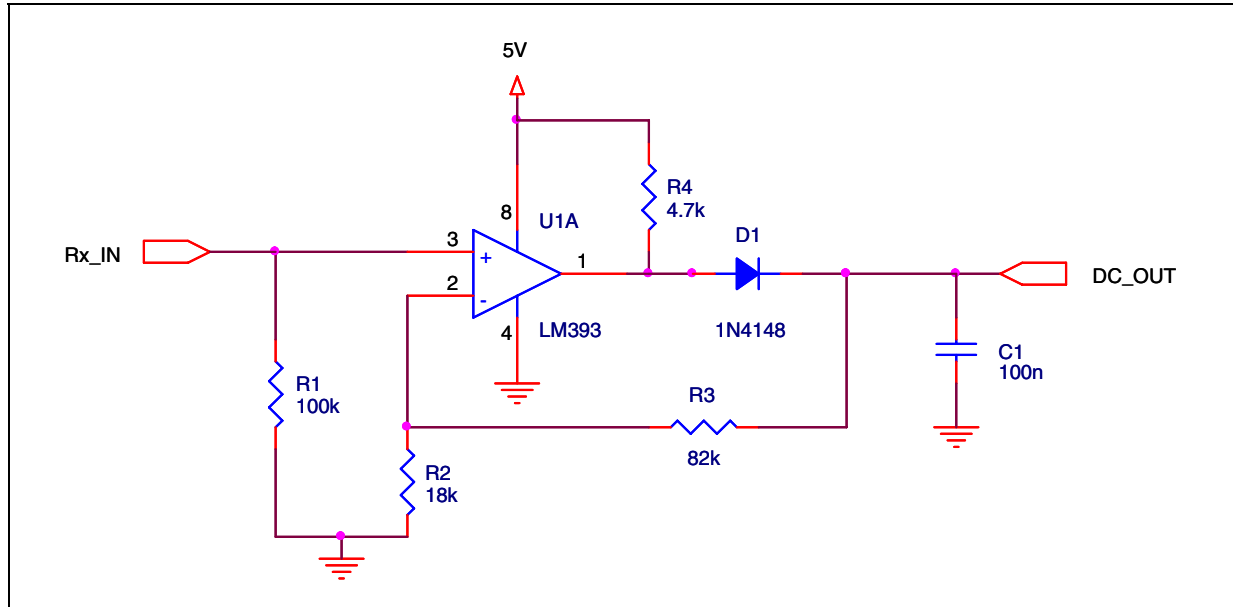 5V
8
U1A
R4
4.7k
D1
Rx_IN
3
+
1
2
-
DC_OUT
4
LM393
1N4148
C1
100n
R1
100k
R3
82k
R2
18k